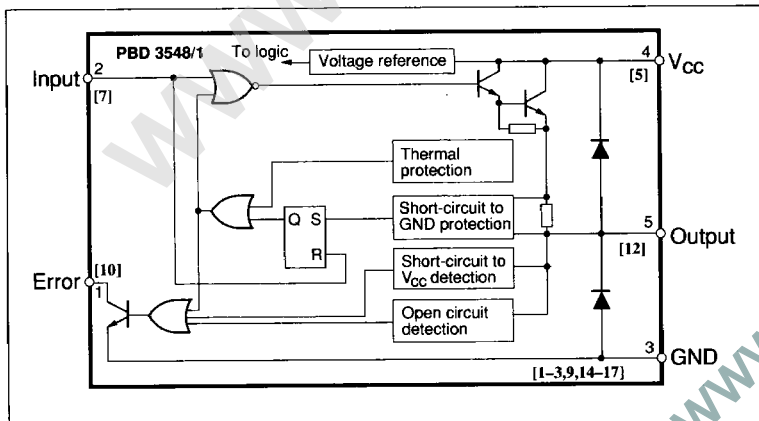 PBD 3548/1
To logic
Voltage reference
4
VCC
[5]
Input
2
[7]
Thermal
protection
Q S
R
Short-circuit to
GND protection
5
Output
[12]
Short-circuit to
VCC detection
Error
[10]
1
Open circuit
detection
3
GND
[1–3,9,14–17]
www